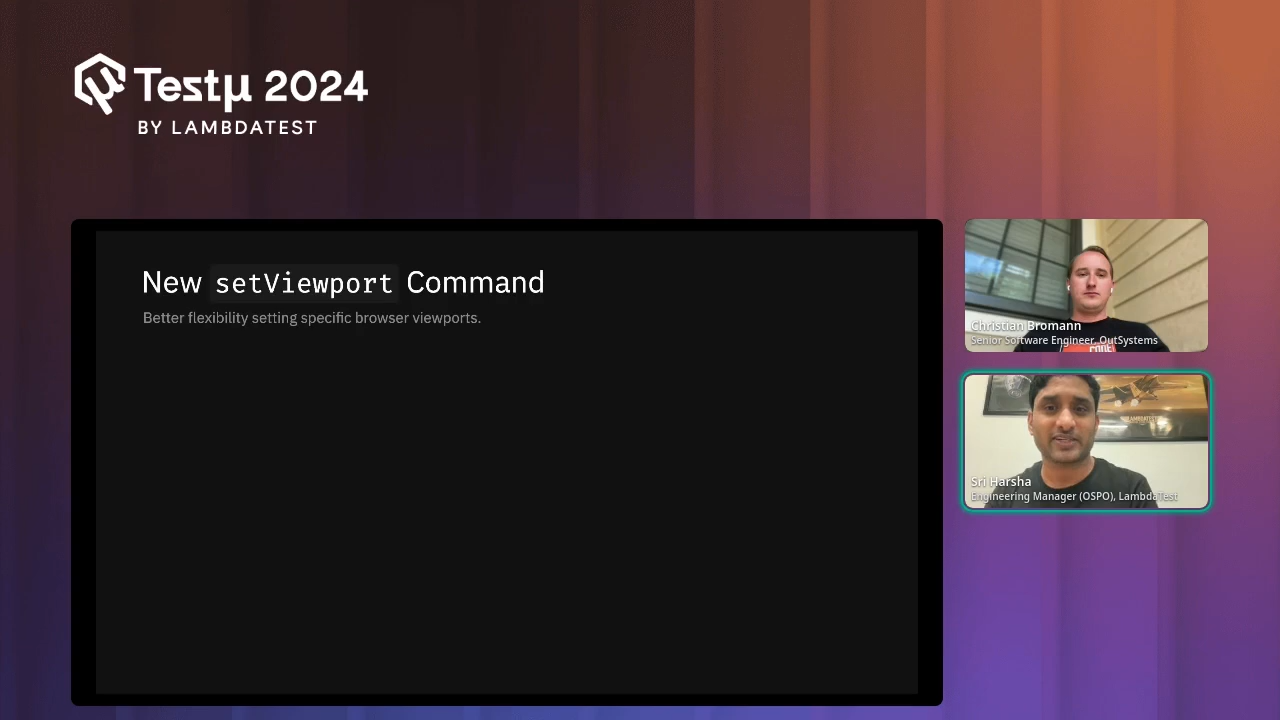 Testμ 2024
BY LAMBDATEST
New setViewport Command
Better flexibility setting specific browser viewports.
Christian Bromann
Senior Software Engineer, OutSystems
Sri Harsha
Engineering Manager (OSPO), LambdaTest
LAMBDATEST